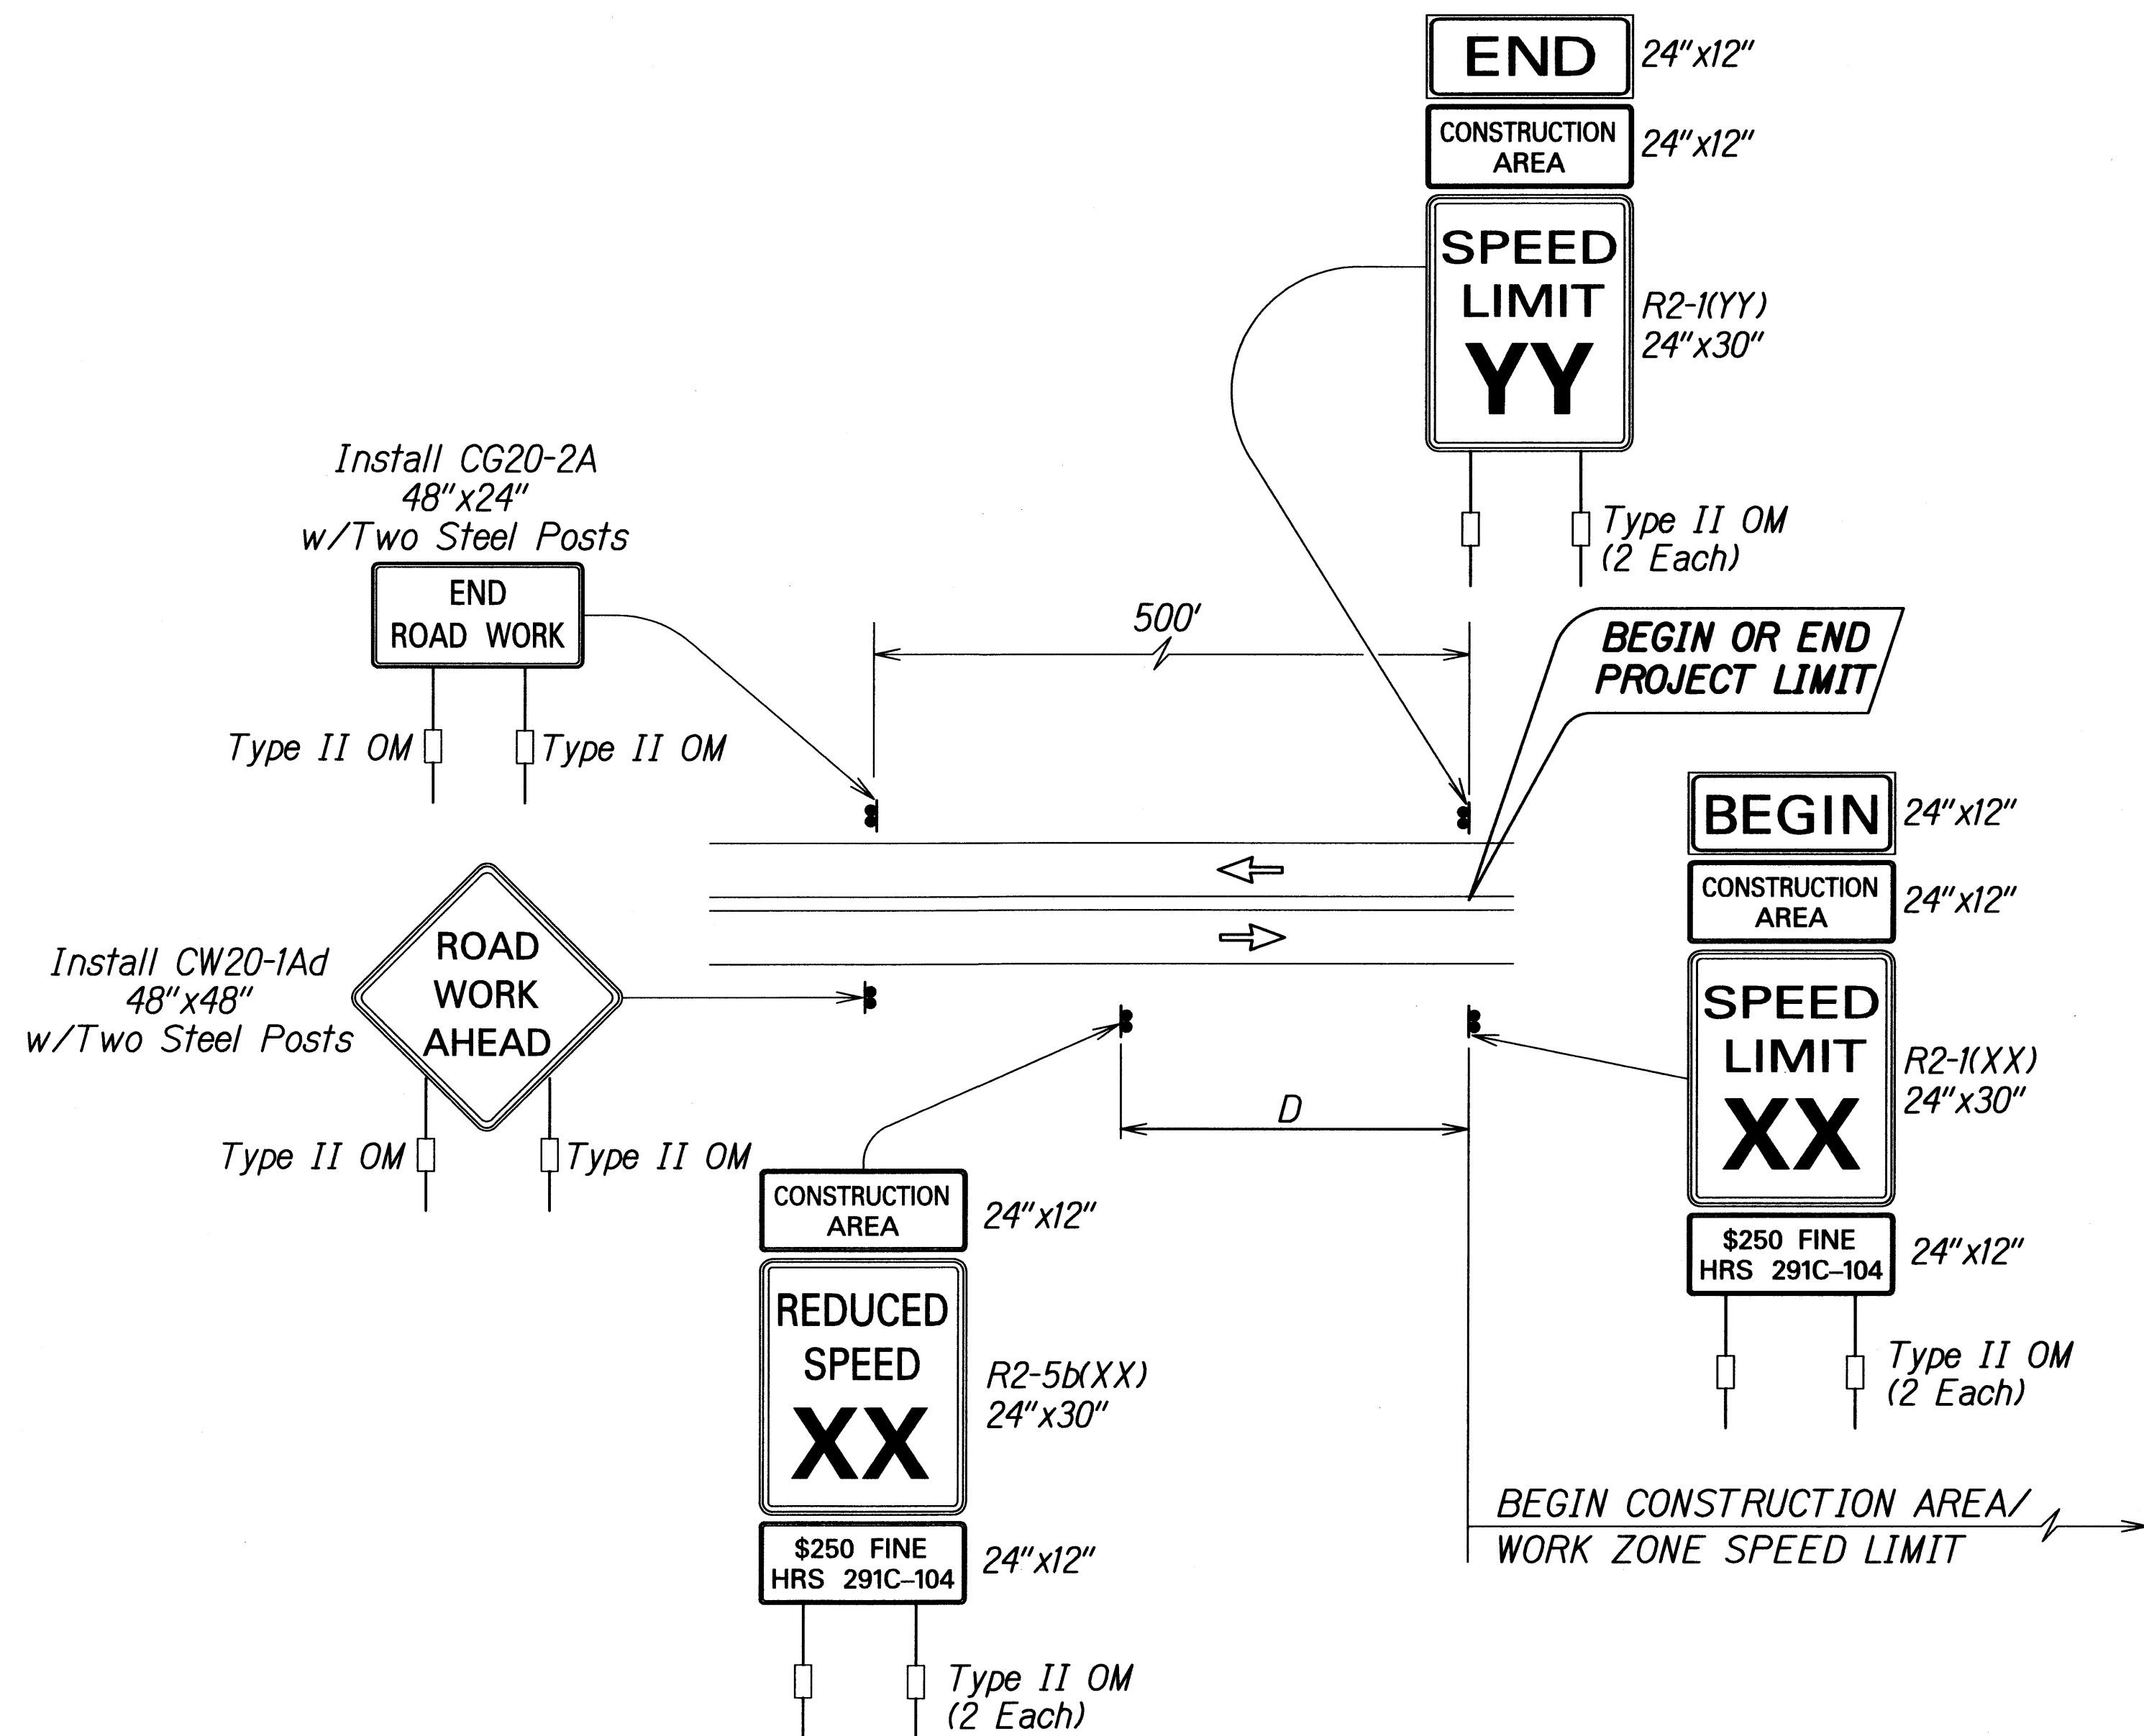 END
24"x12"
CONSTRUCTION
AREA
24"x12"
SPEED
LIMIT
YY
R2-1(YY)
24"x30"
Type II OM
(2 Each)
Install CG20-2A
48"x24"
w/Two Steel Posts
END
ROAD WORK
Type II OM
Type II OM
500'
BEGIN OR END
PROJECT LIMIT
BEGIN
24"x12"
CONSTRUCTION
AREA
24"x12"
SPEED
LIMIT
XX
R2-1(XX)
24"x30"
$250 FINE
HRS 291C-104
24"x12"
Type II OM
(2 Each)
Install CW20-1Ad
48"x48"
w/Two Steel Posts
ROAD
WORK
AHEAD
Type II OM
Type II OM
D
CONSTRUCTION
AREA
24"x12"
REDUCED
SPEED
XX
R2-5b(XX)
24"x30"
$250 FINE
HRS 291C-104
24"x12"
Type II OM
(2 Each)
BEGIN CONSTRUCTION AREA/
WORK ZONE SPEED LIMIT